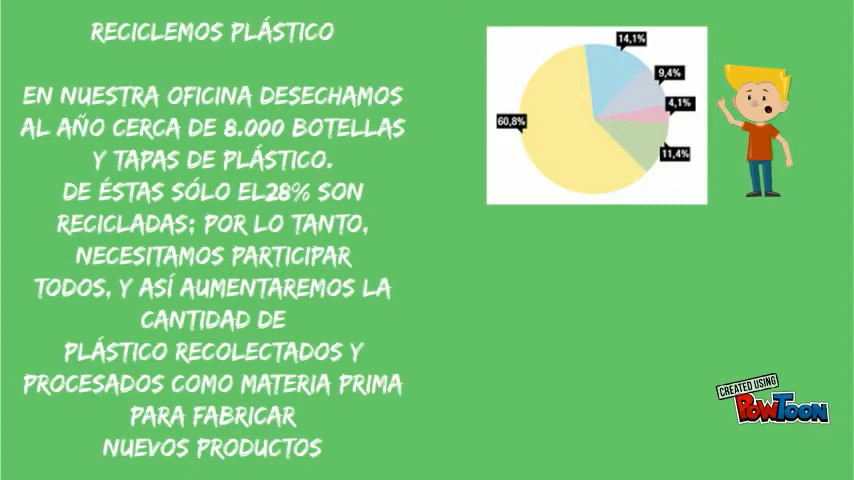 RECICLEMOS PLÁSTICO
EN NUESTRA OFICINA DESECHAMOS
AL AÑO CERCA DE 8.000 BOTELLAS
Y TAPAS DE PLÁSTICO.
DE ÉSTAS SÓLO EL28% SON
RECICLADAS; POR LO TANTO,
NECESITAMOS PARTICIPAR
TODOS, Y ASÍ AUMENTAREMOS LA
CANTIDAD DE
PLÁSTICO RECOLECTADOS Y
PROCESADOS COMO MATERIA PRIMA
PARA FABRICAR
NUEVOS PRODUCTOS
14,1%
9,4%
4,1%
60,8%
11,4%
CREATED USING
POWTOON